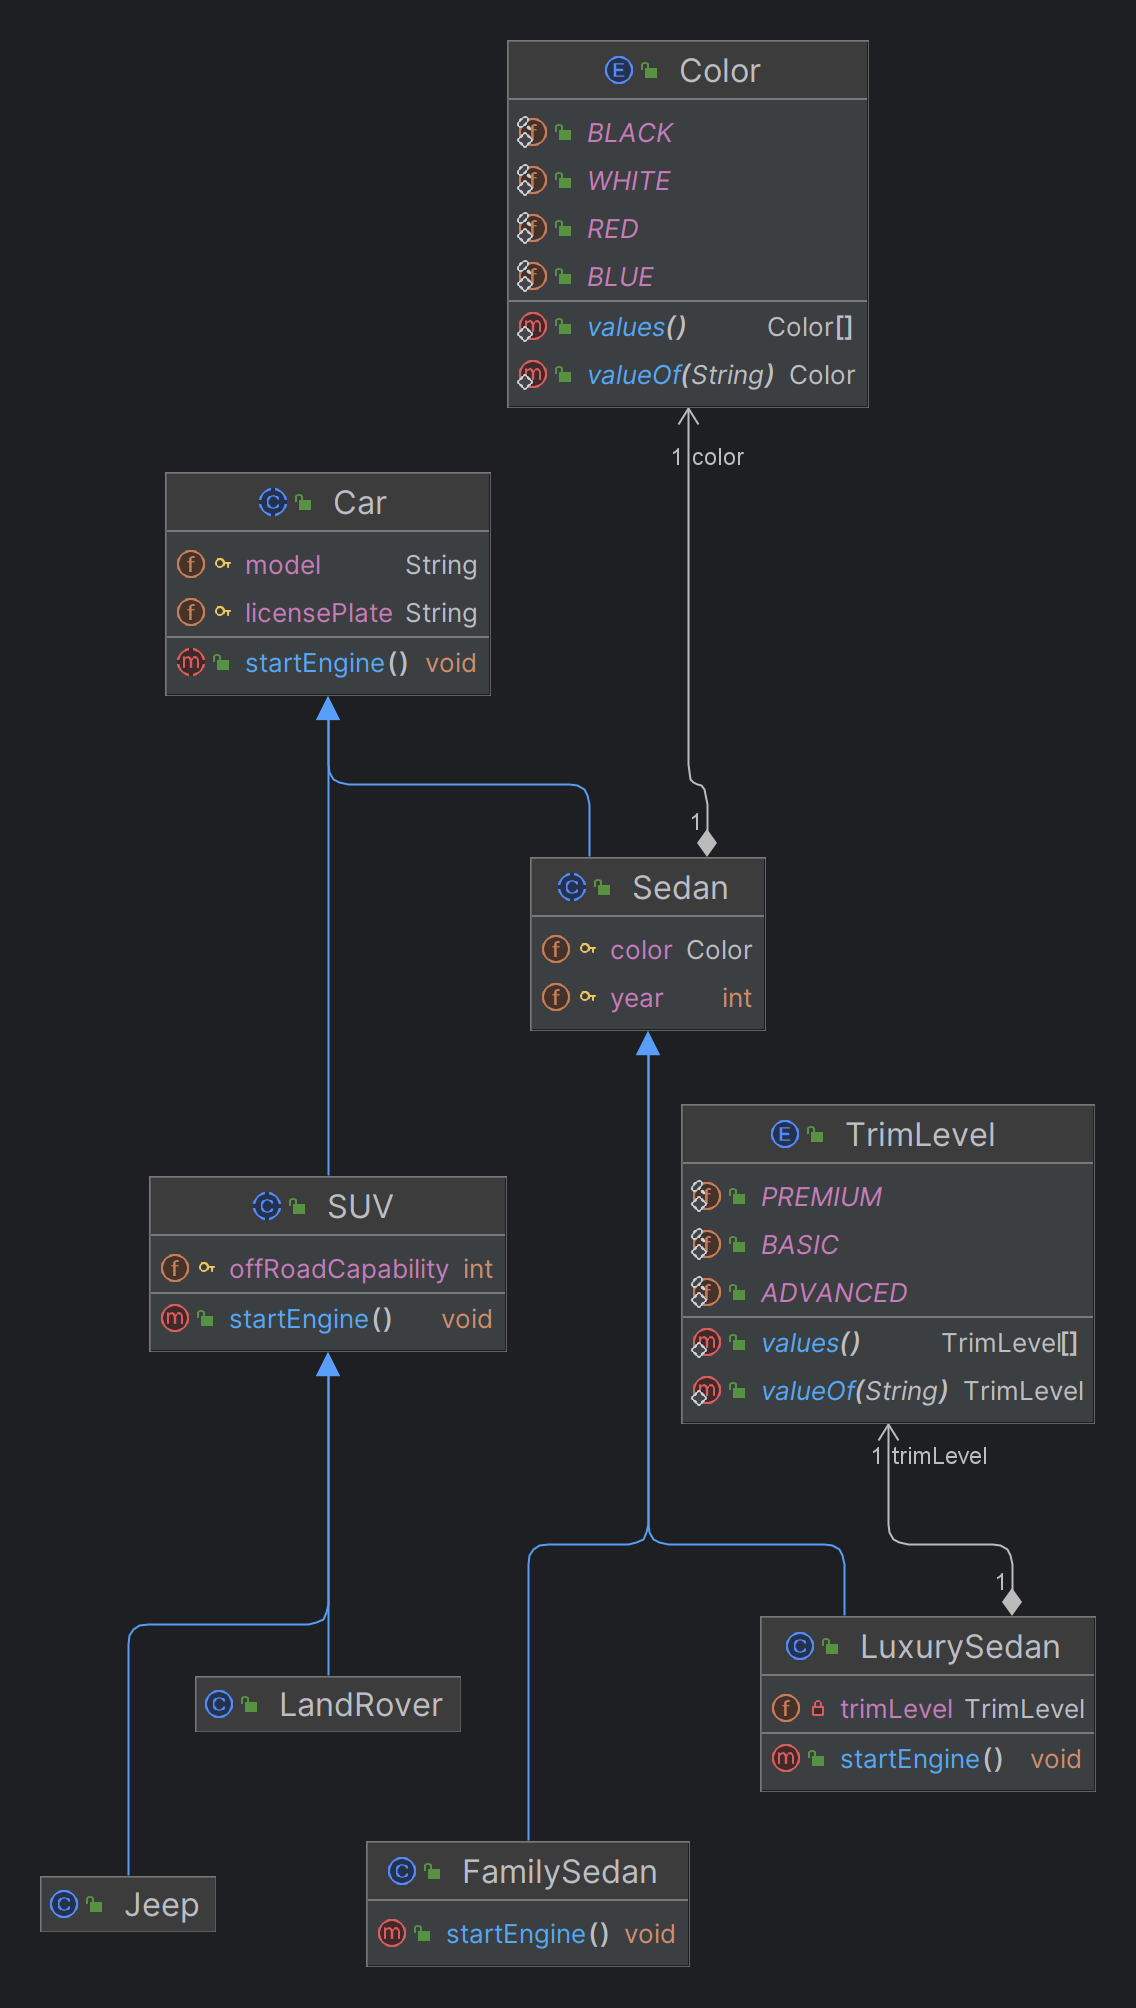 Color
BLACK
WHITE
RED
BLUE
values() Color[]
valueOf(String) Color
1 color
Car
model String
licensePlate String
startEngine() void
1
Sedan
color Color
year int
TrimLevel
PREMIUM
BASIC
ADVANCED
values() TrimLevel[]
valueOf(String) TrimLevel
1 trimLevel
SUV
offRoadCapability int
startEngine() void
1
LuxurySedan
trimLevel TrimLevel
startEngine() void
LandRover
Jeep
FamilySedan
startEngine() void